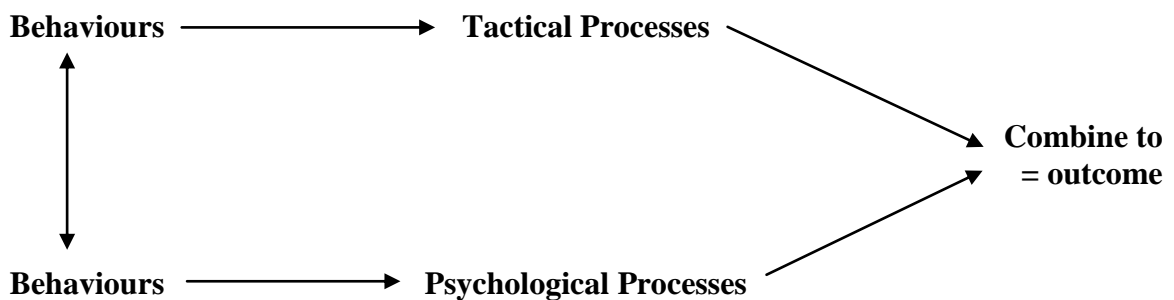 Behaviours
Tactical Processes
Combine to
= outcome
Behaviours
Psychological Processes